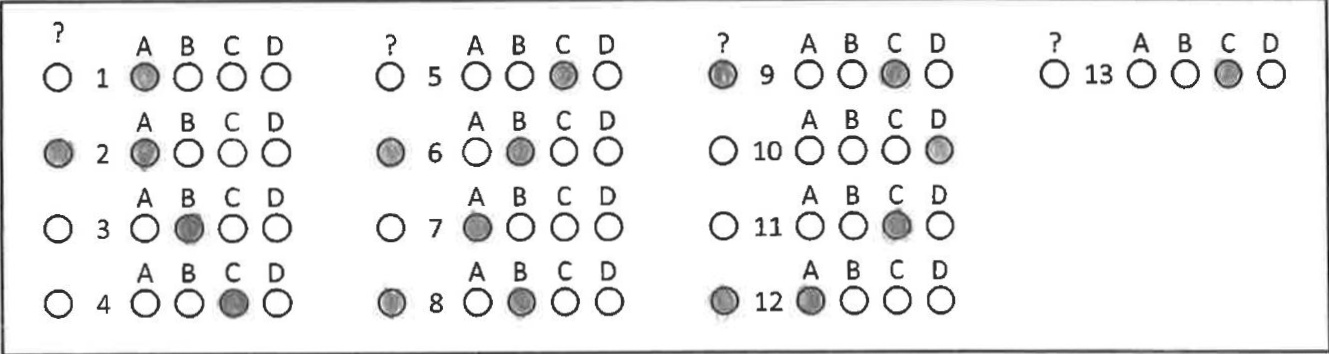 ? A B C D ? A B C D ? A B C D ? A B C D
1 5 9 13
A B C D A B C D A B C D
2 6 10
A B C D A B C D A B C D
3 7 11
A B C D A B C D A B C D
4 8 12